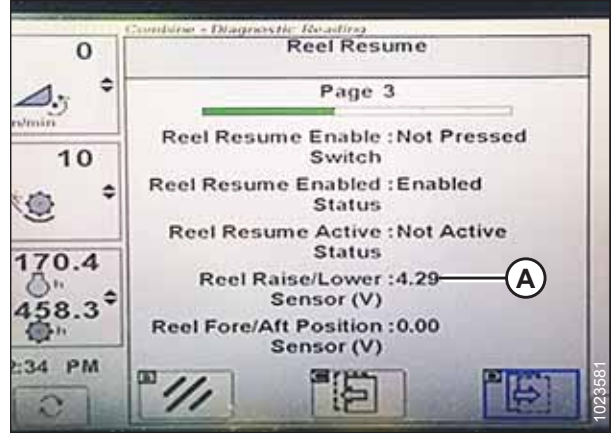 Combine - Diagnostic Reading
Reel Resume
Page 3
Reel Resume Enable :Not Pressed
Switch
Reel Resume Enabled :Enabled
Status
Reel Resume Active :Not Active
Status
Reel Raise/Lower :4.29
Sensor (V)
Reel Fore/Aft Position :0.00
Sensor (V)
A
0
10
170.4
h
458.3
h
:34 PM
1023581